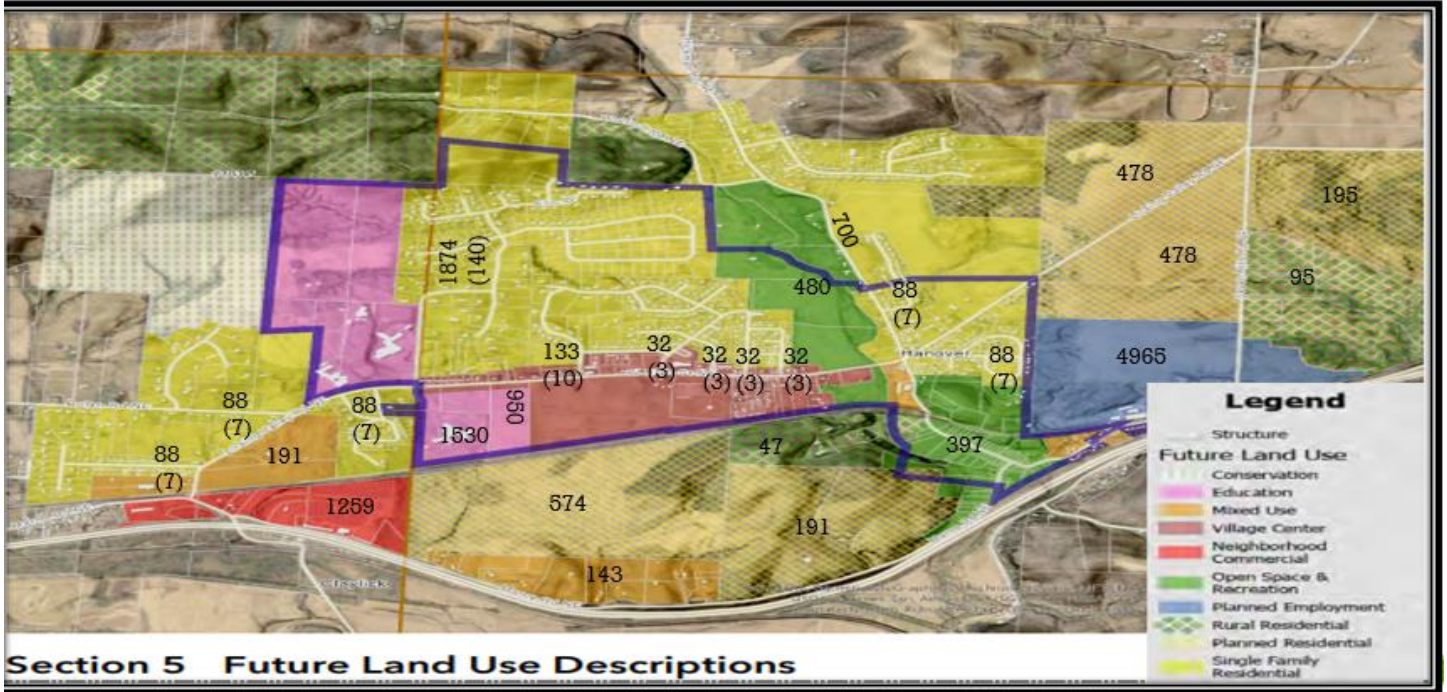 478
195
700
1874
(140)
478
480
88
(7)
95
133
(10)
32
(3)
32
(3)
32
(3)
32
(3)
Hanover
88
(7)
4965
88
(7)
88
(7)
950
1530
88
(7)
191
47
397
1259
574
191
143
Claylick
Legend
Structure
Future Land Use
Conservation
Education
Mixed Use
Village Center
Neighborhood
Commercial
Open Space &
Recreation
Planned Employment
Rural Residential
Planned Residential
Single Family
Residential
Section 5 Future Land Use Descriptions